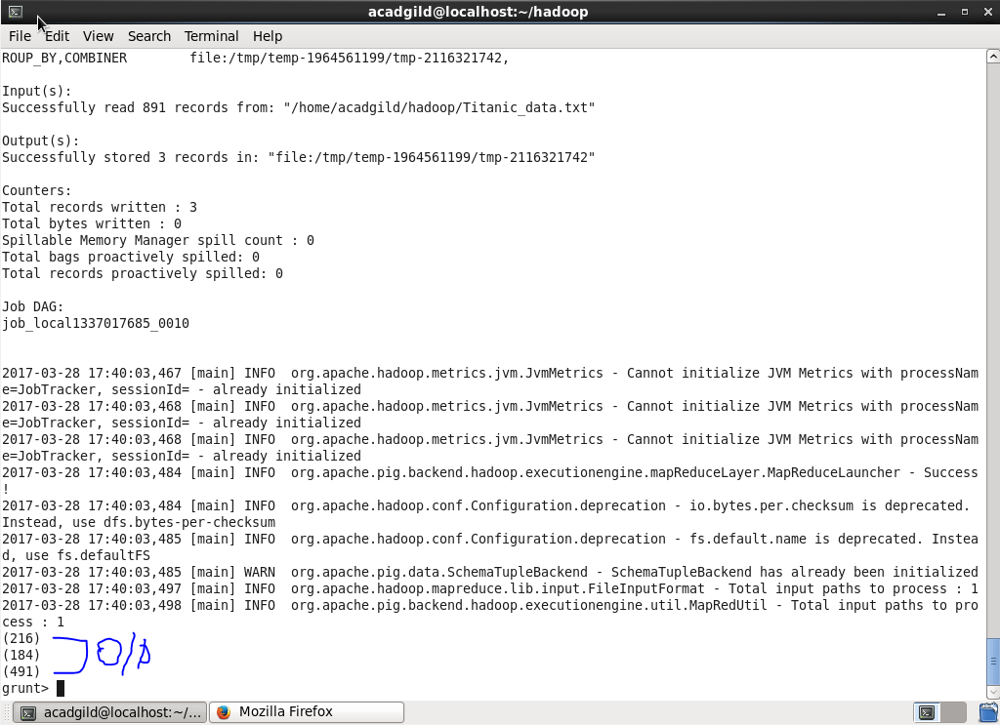 acadgild@localhost:~/hadoop
File Edit View Search Terminal Help
ROUP_BY,COMBINER        file:/tmp/temp-1964561199/tmp-2116321742,
Input(s):
Successfully read 891 records from: "/home/acadgild/hadoop/Titanic_data.txt"
Output(s):
Successfully stored 3 records in: "file:/tmp/temp-1964561199/tmp-2116321742"
Counters:
Total records written : 3
Total bytes written : 0
Spillable Memory Manager spill count : 0
Total bags proactively spilled: 0
Total records proactively spilled: 0
Job DAG:
job_local1337017685_0010
2017-03-28 17:40:03,467 [main] INFO  org.apache.hadoop.metrics.jvm.JvmMetrics - Cannot initialize JVM Metrics with processNam
e=JobTracker, sessionId= - already initialized
2017-03-28 17:40:03,468 [main] INFO  org.apache.hadoop.metrics.jvm.JvmMetrics - Cannot initialize JVM Metrics with processNam
e=JobTracker, sessionId= - already initialized
2017-03-28 17:40:03,468 [main] INFO  org.apache.hadoop.metrics.jvm.JvmMetrics - Cannot initialize JVM Metrics with processNam
e=JobTracker, sessionId= - already initialized
2017-03-28 17:40:03,484 [main] INFO  org.apache.pig.backend.hadoop.executionengine.mapReduceLayer.MapReduceLauncher - Success
!
2017-03-28 17:40:03,484 [main] INFO  org.apache.hadoop.conf.Configuration.deprecation - io.bytes.per.checksum is deprecated.
Instead, use dfs.bytes-per-checksum
2017-03-28 17:40:03,485 [main] INFO  org.apache.hadoop.conf.Configuration.deprecation - fs.default.name is deprecated. Instea
d, use fs.defaultFS
2017-03-28 17:40:03,485 [main] WARN  org.apache.pig.data.SchemaTupleBackend - SchemaTupleBackend has already been initialized
2017-03-28 17:40:03,497 [main] INFO  org.apache.hadoop.mapreduce.lib.input.FileInputFormat - Total input paths to process : 1
2017-03-28 17:40:03,498 [main] INFO  org.apache.pig.backend.hadoop.executionengine.util.MapRedUtil - Total input paths to pro
cess : 1
(216)
(184) O/P
(491)
grunt>
acadgild@localhost:~/... Mozilla Firefox